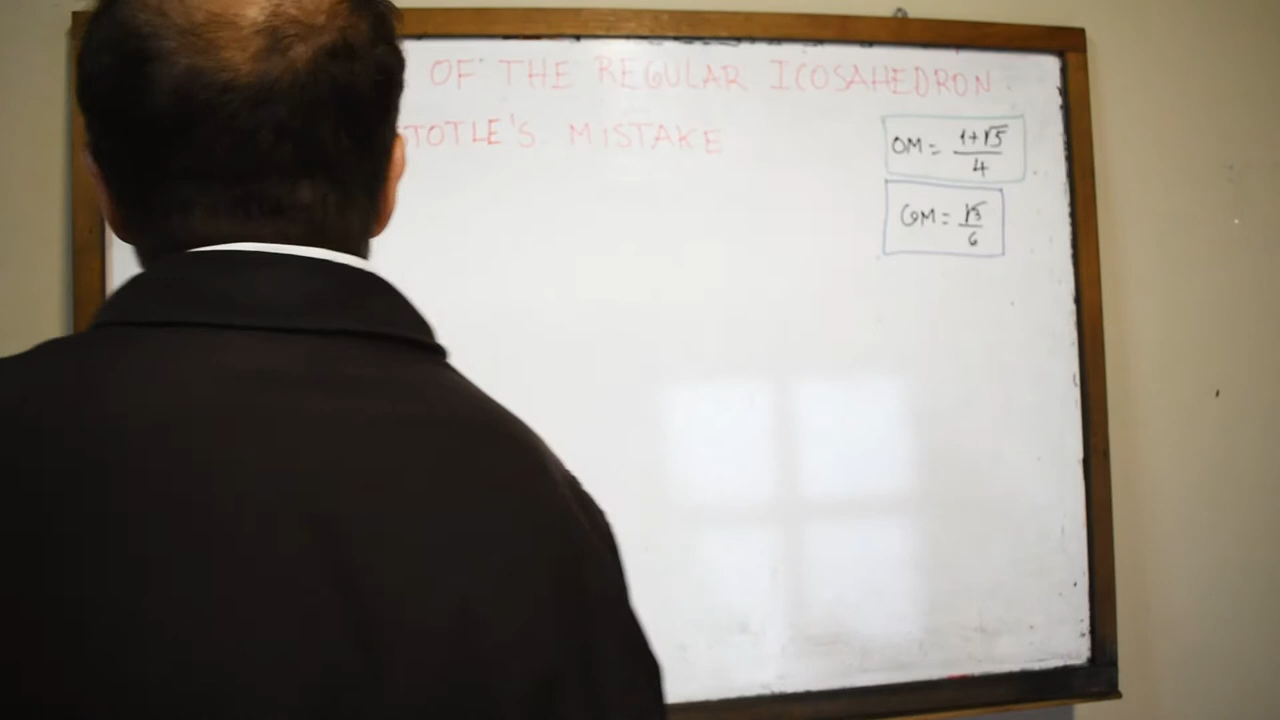 OF THE REGULAR ICOSAHEDRON
TOTLE'S MISTAKE
OM = (1+√5)/4
GM = √3/6